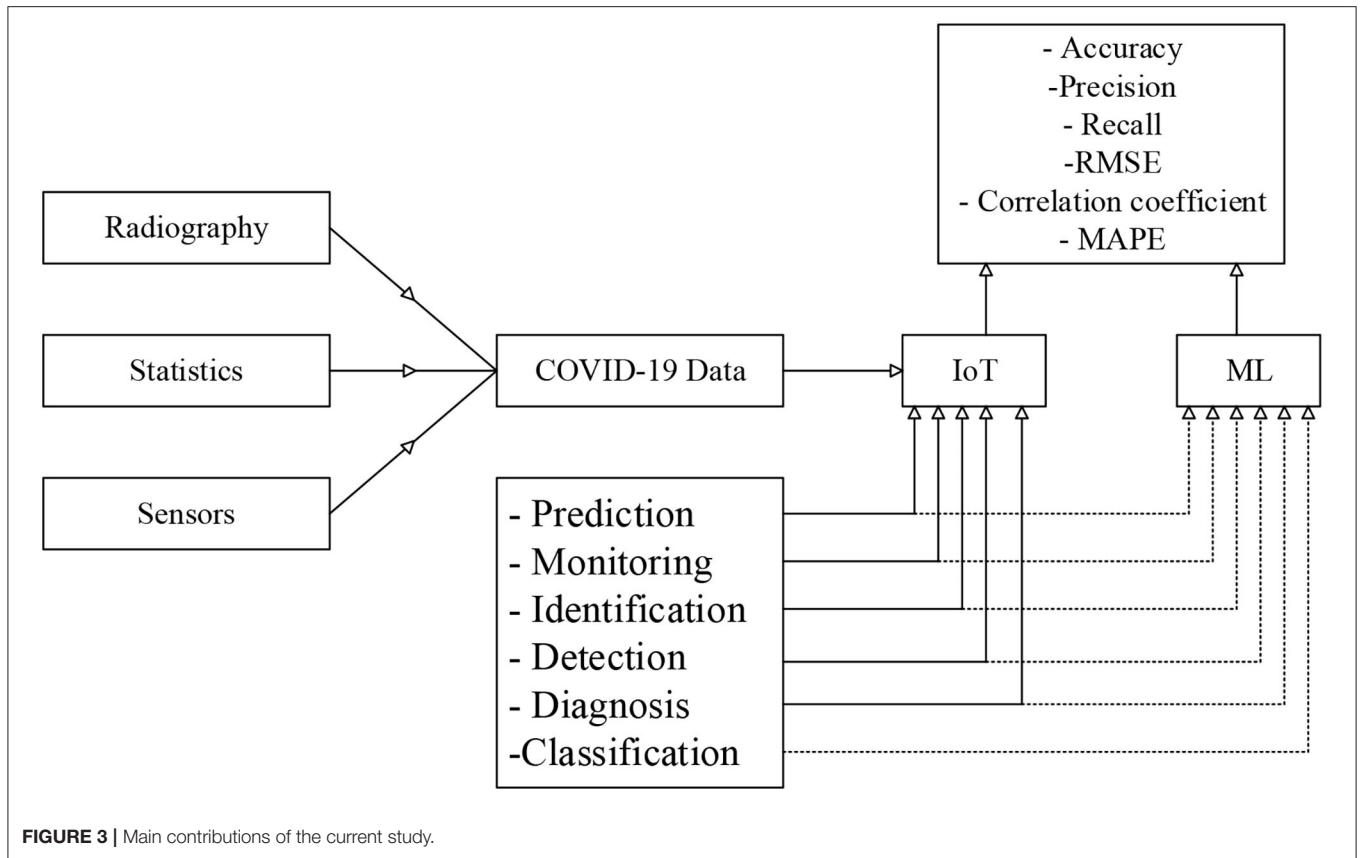 Radiography
Statistics
Sensors
COVID-19 Data
IoT
ML
- Accuracy
-Precision
- Recall
-RMSE
- Correlation coefficient
- MAPE
- Prediction
- Monitoring
- Identification
- Detection
- Diagnosis
-Classification
FIGURE 3 | Main contributions of the current study.